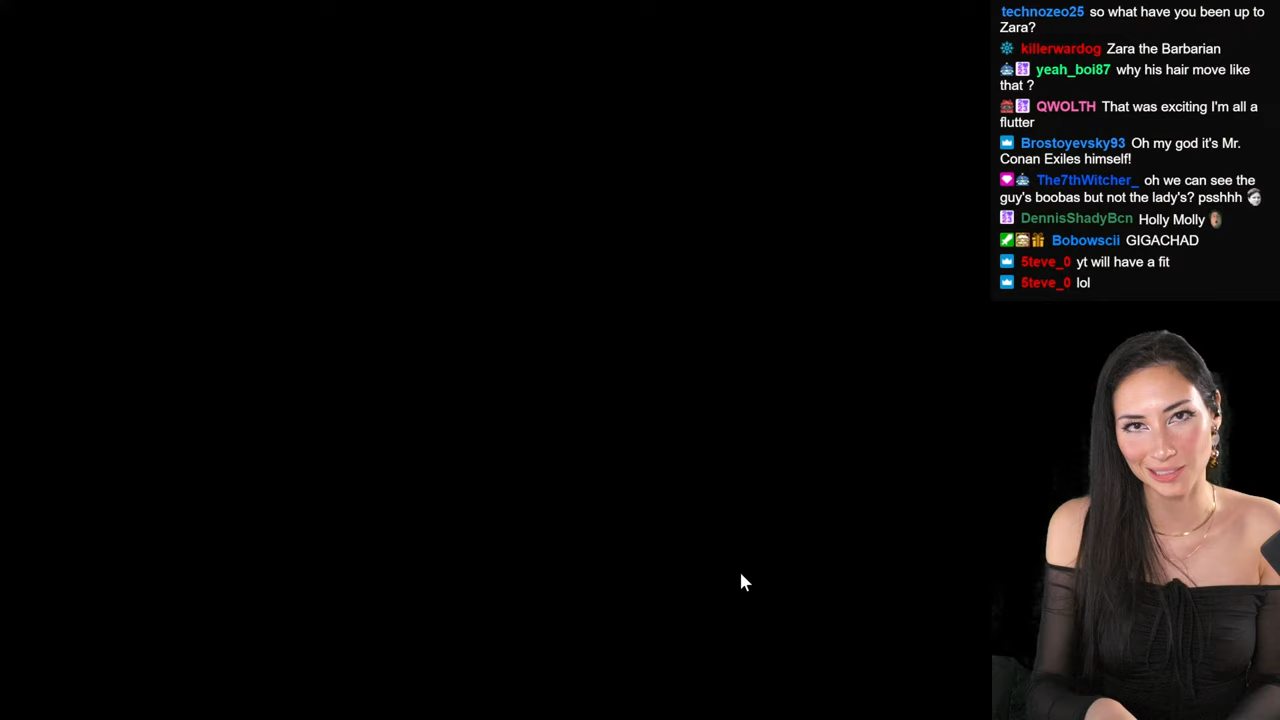 technozeo25 so what have you been up to
Zara?
killerwardog Zara the Barbarian
yeah_boi87 why his hair move like
that ?
QWOLTH That was exciting I'm all a
flutter
Brostoyevsky93 Oh my god it's Mr.
Conan Exiles himself!
The7thWitcher_ oh we can see the
guy's boobas but not the lady's? psshhh
DennisShadyBcn Holly Molly
Bobowscii GIGACHAD
5teve_0 yt will have a fit
5teve_0 lol